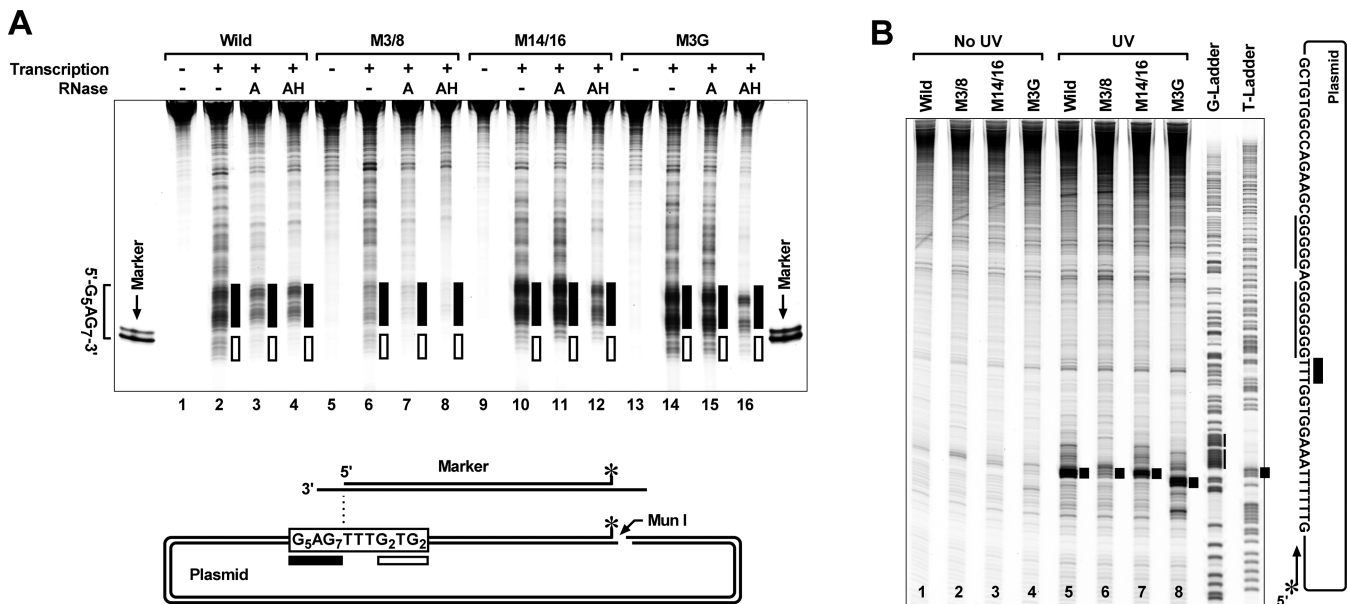 A
Wild M3/8 M14/16 M3G
Transcription - + + + - + + + - + + + - + + +
RNase - A AH - A AH - A AH - A AH
Marker
5'-G5AG7-3'
Marker
1 2 3 4 5 6 7 8 9 10 11 12 13 14 15 16
5' Marker *
3'
* Mun I
G5AG7TTTG2TG2
Plasmid
B
No UV UV
Wild M3/8 M14/16 M3G Wild M3/8 M14/16 M3G G-Ladder T-Ladder
1 2 3 4 5 6 7 8
Plasmid
GCTGTGGCCAGAAGCGGGGGAGGGGGGGTTTGGTGGAAATTTTTTG
5' *